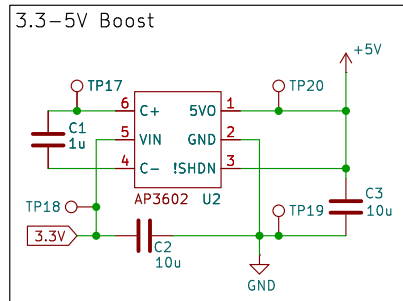 3.3-5V Boost
+5V
TP17
TP20
6 C+ 5VO 1
C1
1u
5 VIN GND 2
4 C- !SHDN 3
AP3602 U2
C3
10u
TP18
TP19
3.3V
C2
10u
GND